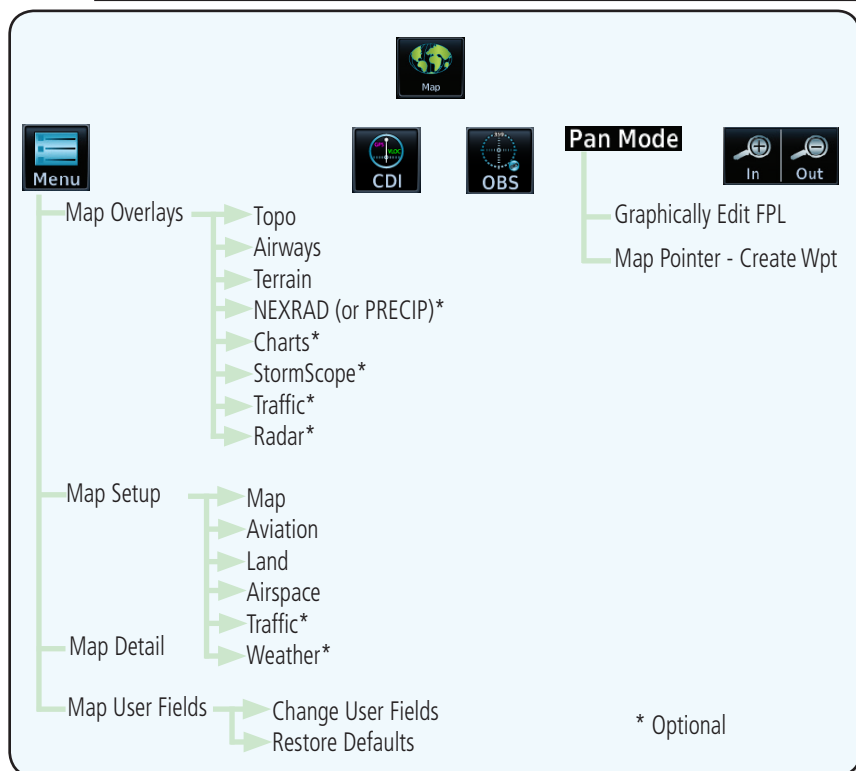 Map
Menu
GPS
VLOC
CDI
OBS
Pan Mode
In
Out
Map Overlays
Topo
Airways
Terrain
NEXRAD (or PRECIP)*
Charts*
StormScope*
Traffic*
Radar*
Graphically Edit FPL
Map Pointer - Create Wpt
Map Setup
Map
Aviation
Land
Airspace
Traffic*
Weather*
Map Detail
Map User Fields
Change User Fields
Restore Defaults
* Optional